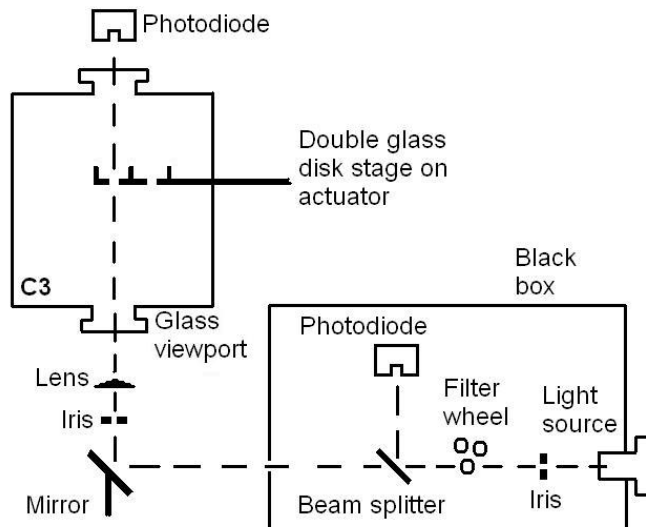 Photodiode
Double glass
disk stage on
actuator
C3
Glass
viewport
Black
box
Photodiode
Lens
Filter
wheel
Light
source
Iris
Mirror
Beam splitter
Iris